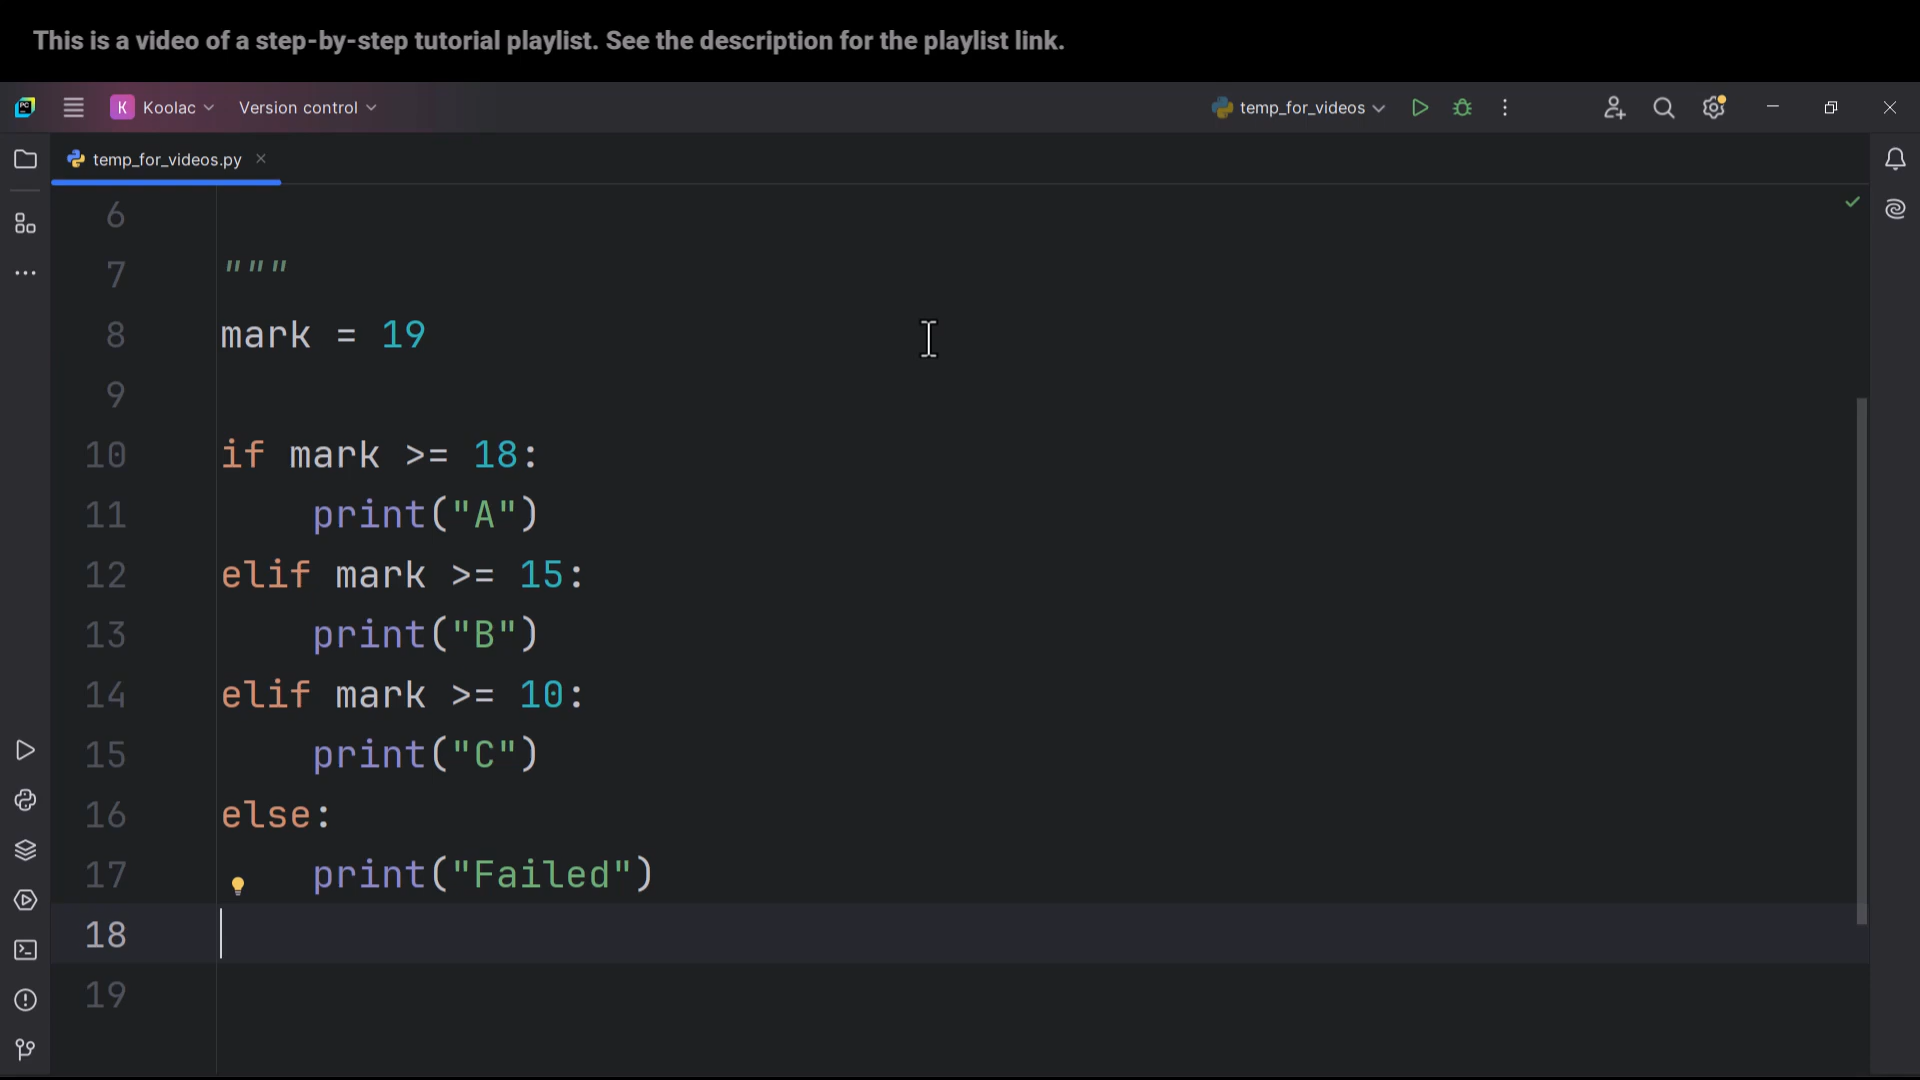 This is a video of a step-by-step tutorial playlist. See the description for the playlist link.
K Koolac Version control temp_for_videos
temp_for_videos.py
6
7 """
8 mark = 19
9
10 if mark >= 18:
11 print("A")
12 elif mark >= 15:
13 print("B")
14 elif mark >= 10:
15 print("C")
16 else:
17 print("Failed")
18
19